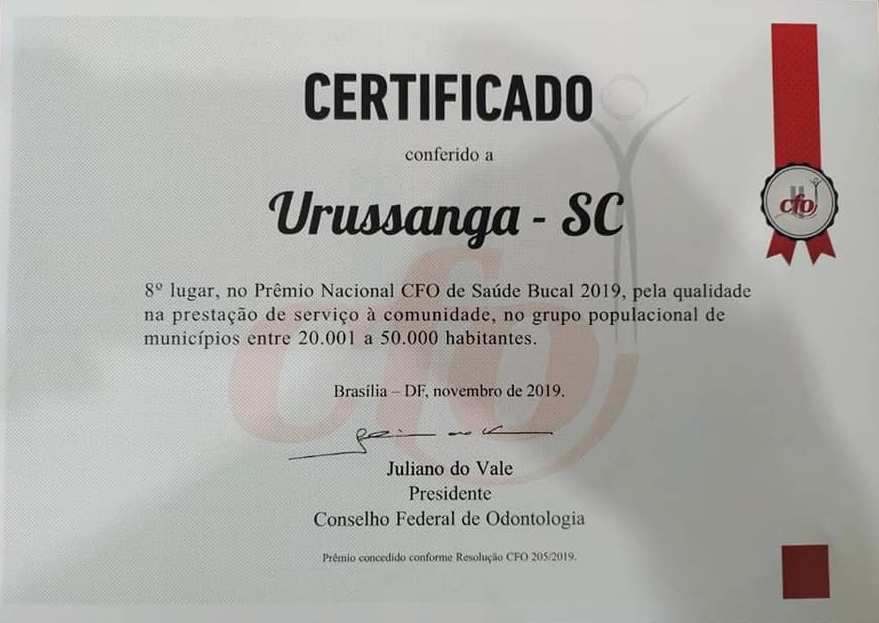 CERTIFICADO
conferido a
Urussanga - SC
cfo
8º lugar, no Prêmio Nacional CFO de Saúde Bucal 2019, pela qualidade
na prestação de serviço à comunidade, no grupo populacional de
municípios entre 20.001 a 50.000 habitantes.
cfo
Brasília – DF, novembro de 2019.
Juliano do Vale
Presidente
Conselho Federal de Odontologia
Prêmio concedido conforme Resolução CFO 205/2019.